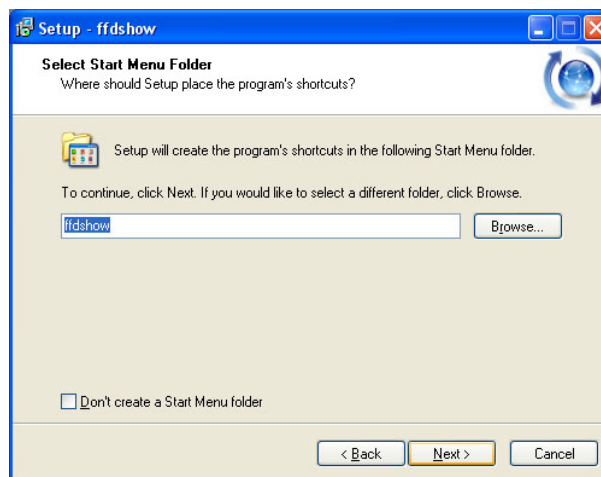 Setup - ffdshow
Select Start Menu Folder
Where should Setup place the program's shortcuts?
Setup will create the program's shortcuts in the following Start Menu folder.
To continue, click Next. If you would like to select a different folder, click Browse.
ffdshow
Browse...
Don't create a Start Menu folder
< Back
Next >
Cancel